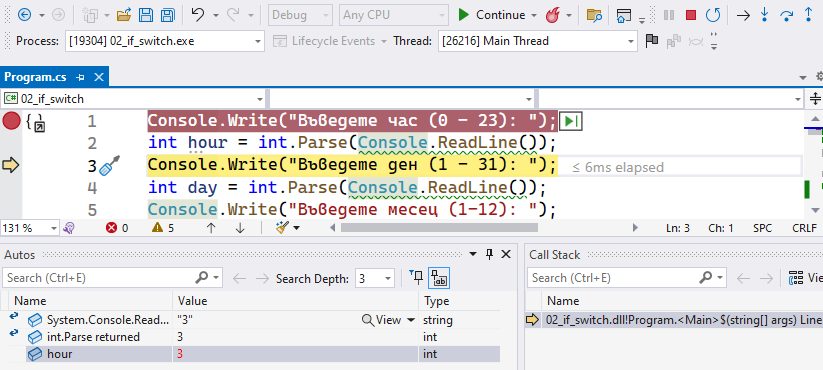 Debug Any CPU Continue
Process: [19304] 02_if_switch.exe Lifecycle Events Thread: [26216] Main Thread
Program.cs
C# 02_if_switch
1 Console.Write("Въведете час (0 – 23): ");
2 int hour = int.Parse(Console.ReadLine());
3 Console.Write("Въведете ден (1 – 31): "); ≤ 6ms elapsed
4 int day = int.Parse(Console.ReadLine());
5 Console.Write("Въведете месец (1-12): ");
131 % 0 5 Ln: 3 Ch: 1 SPC CRLF
Autos
Search (Ctrl+E) Search Depth: 3
Name Value Type
System.Console.Read... "3" View string
int.Parse returned 3 int
hour 3 int
Call Stack
Search (Ctrl+E) Vie
Name
02_if_switch.dll!Program.<Main>$(string[] args) Line